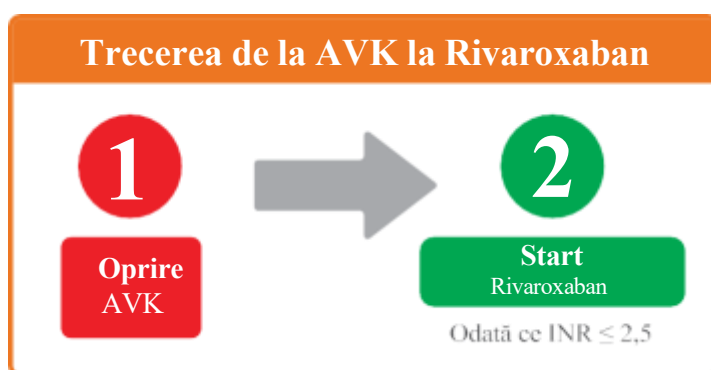 Trecerea de la AVK la Rivaroxaban
1
2
Oprire
AVK
Start
Rivaroxaban
Odată ce INR ≤ 2,5